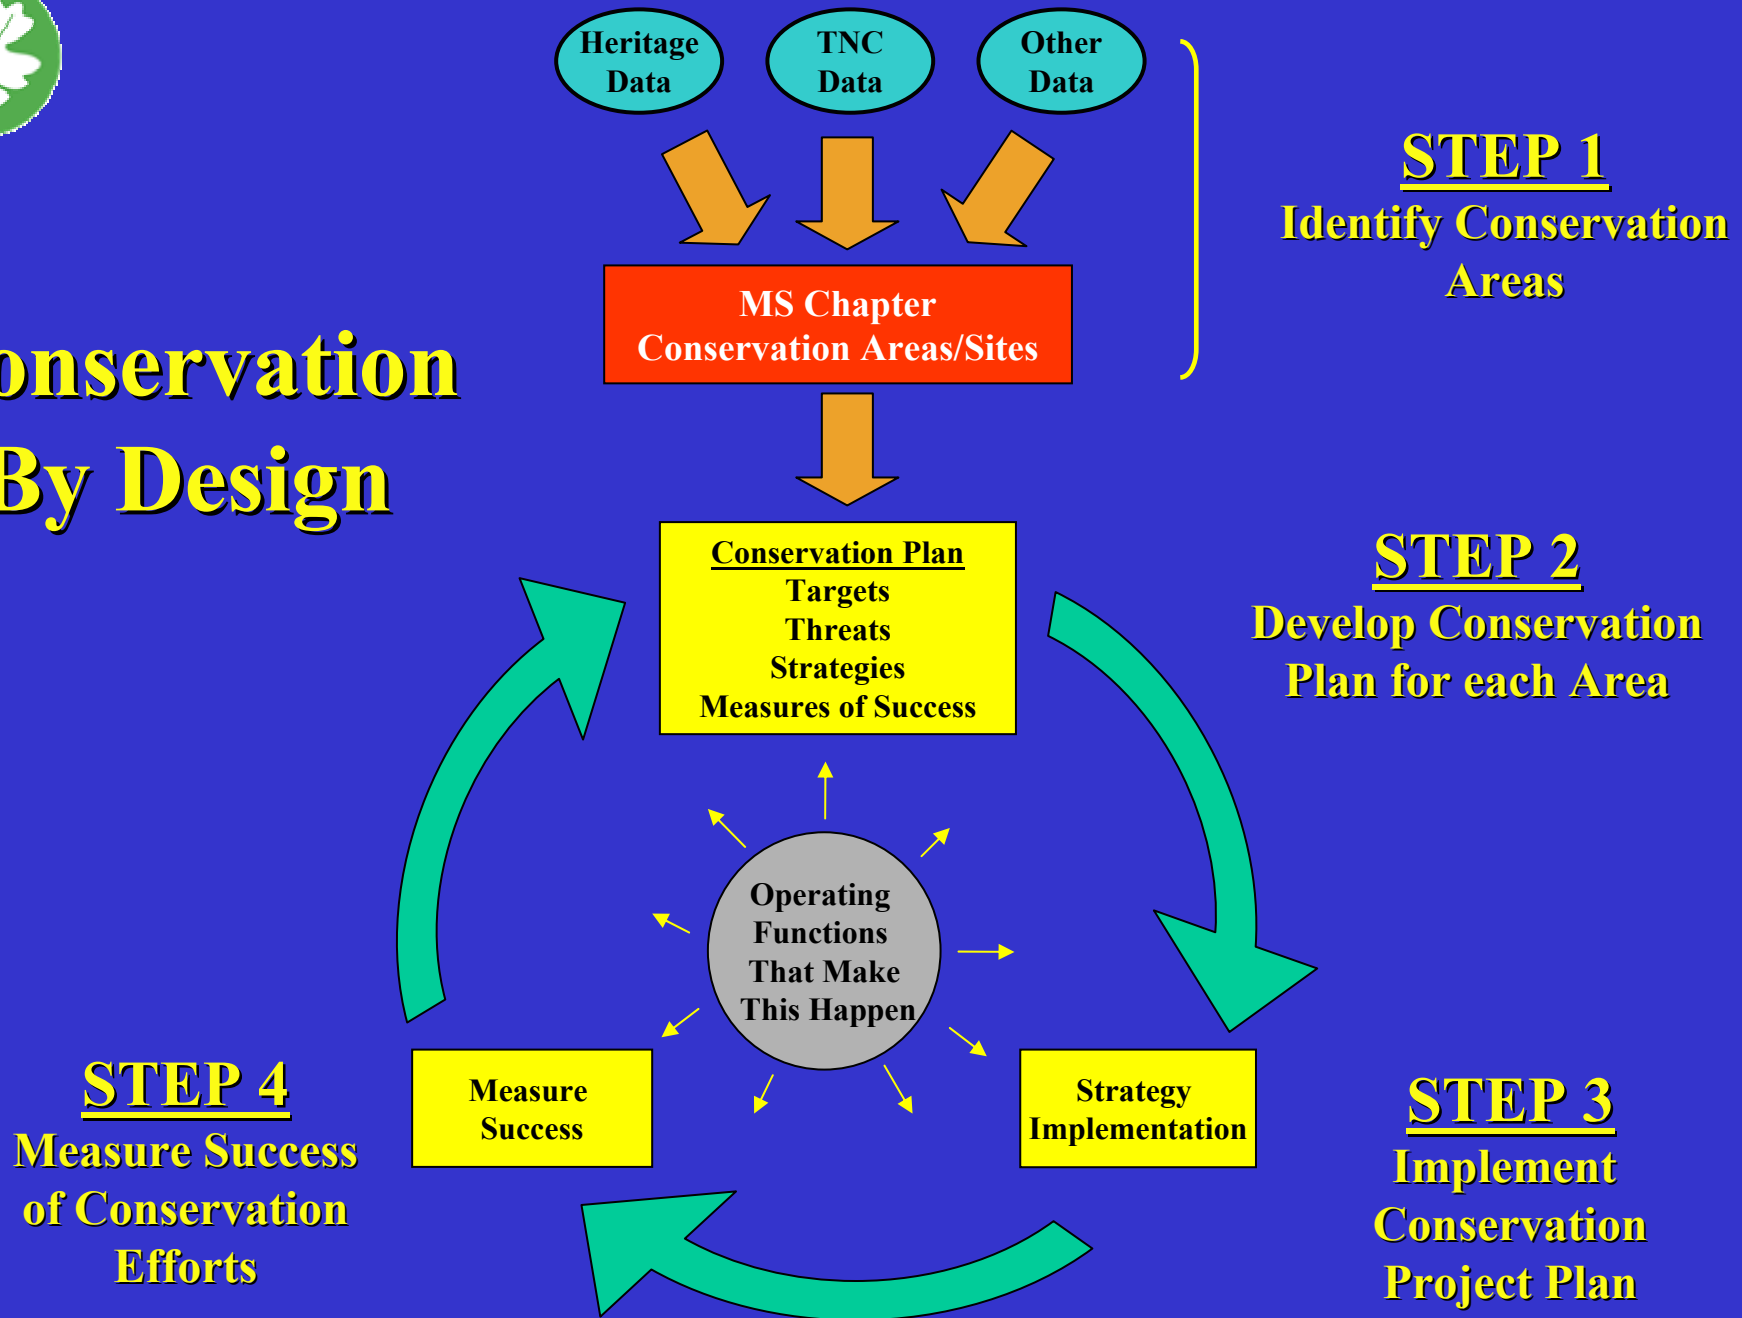 Heritage
Data
TNC
Data
Other
Data
STEP 1
Identify Conservation
Areas
MS Chapter
Conservation Areas/Sites
onservation
By Design
Conservation Plan
Targets
Threats
Strategies
Measures of Success
STEP 2
Develop Conservation
Plan for each Area
Operating
Functions
That Make
This Happen
STEP 4
Measure Success
of Conservation
Efforts
Measure
Success
Strategy
Implementation
STEP 3
Implement
Conservation
Project Plan